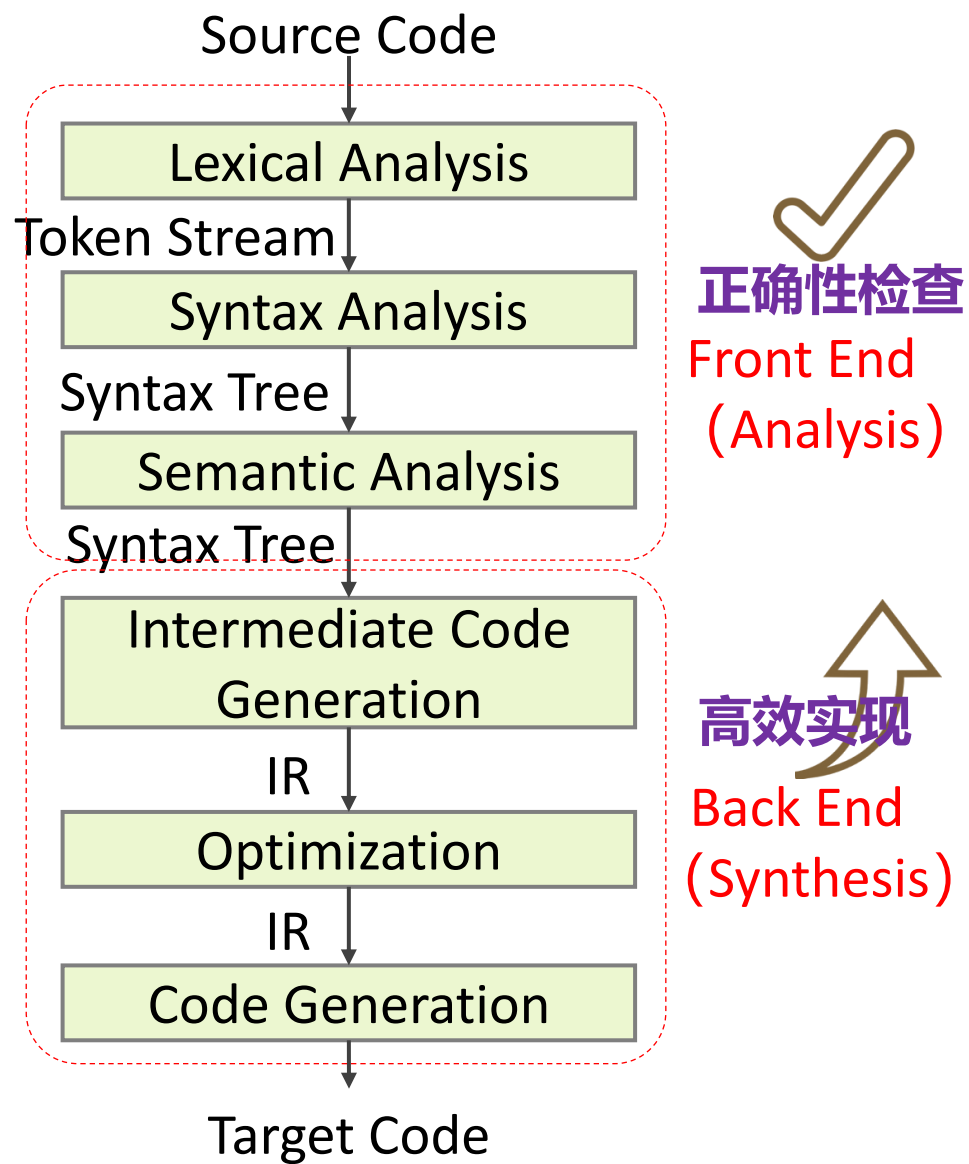 Source Code
Lexical Analysis
Token Stream
Syntax Analysis
Syntax Tree
Semantic Analysis
Syntax Tree
正确性检查
Front End
（Analysis）
Intermediate Code
Generation
IR
Optimization
IR
Code Generation
高效实现
Back End
（Synthesis）
Target Code